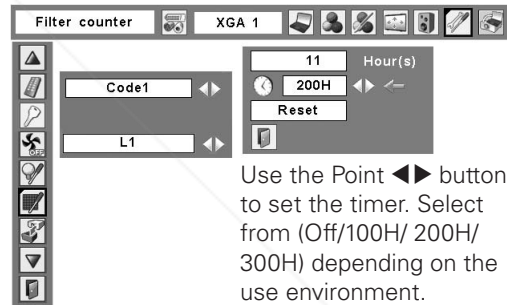 Filter counter
XGA 1
11 Hour(s)
Code1
200H
Reset
L1
OFF
Use the Point ◀▶ button
to set the timer. Select
from (Off/100H/ 200H/
300H) depending on the
use environment.